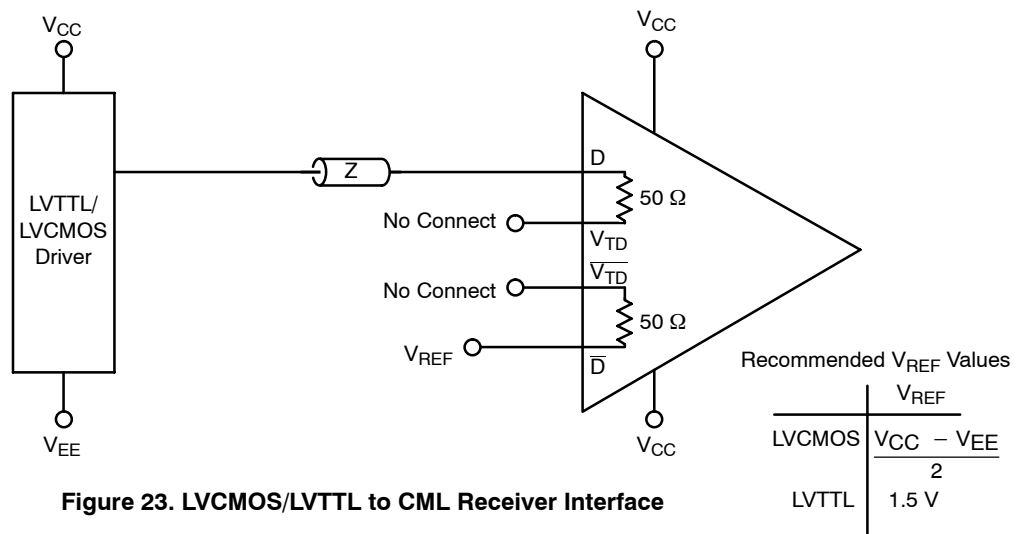 VCC
VCC
LVTTL/
LVCMOS
Driver
Z
D
50 Ω
No Connect
VTD
V̅T̅D̅
No Connect
50 Ω
VREF
D̅
VEE
VCC
Recommended VREF Values
VREF
LVCMOS VCC – VEE
2
LVTTL 1.5 V
Figure 23. LVCMOS/LVTTL to CML Receiver Interface